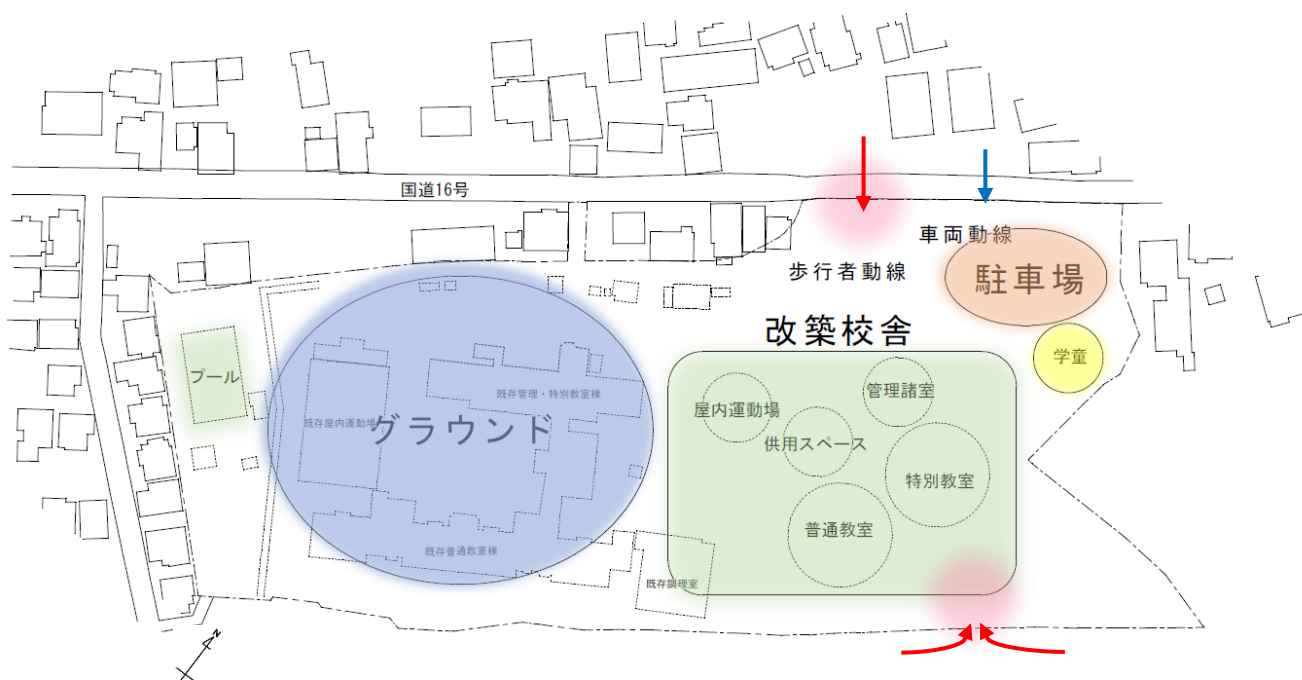 国道16号
車両動線
歩行者動線
駐車場
改築校舎
学童
プール
既存管理・特別教室棟
管理諸室
屋内運動場
既存屋内運動場
グラウンド
供用スペース
特別教室
普通教室
既存普通教室棟
既存調理室
N